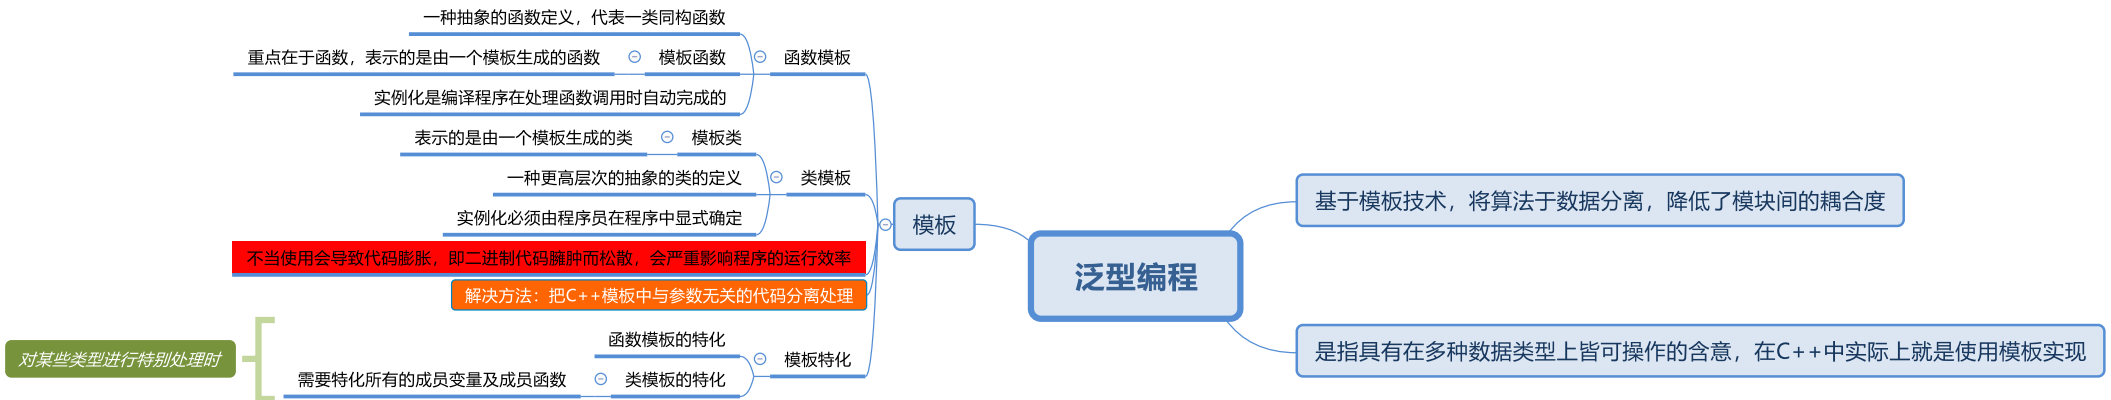 泛型编程
基于模板技术，将算法于数据分离，降低了模块间的耦合度
是指具有在多种数据类型上皆可操作的含意，在C++中实际上就是使用模板实现
模板
函数模板
一种抽象的函数定义，代表一类同构函数
模板函数
重点在于函数，表示的是由一个模板生成的函数
实例化是编译程序在处理函数调用时自动完成的
类模板
模板类
表示的是由一个模板生成的类
一种更高层次的抽象的类的定义
实例化必须由程序员在程序中显式确定
不当使用会导致代码膨胀，即二进制代码臃肿而松散，会严重影响程序的运行效率
解决方法：把C++模板中与参数无关的代码分离处理
模板特化
函数模板的特化
类模板的特化
需要特化所有的成员变量及成员函数
对某些类型进行特别处理时